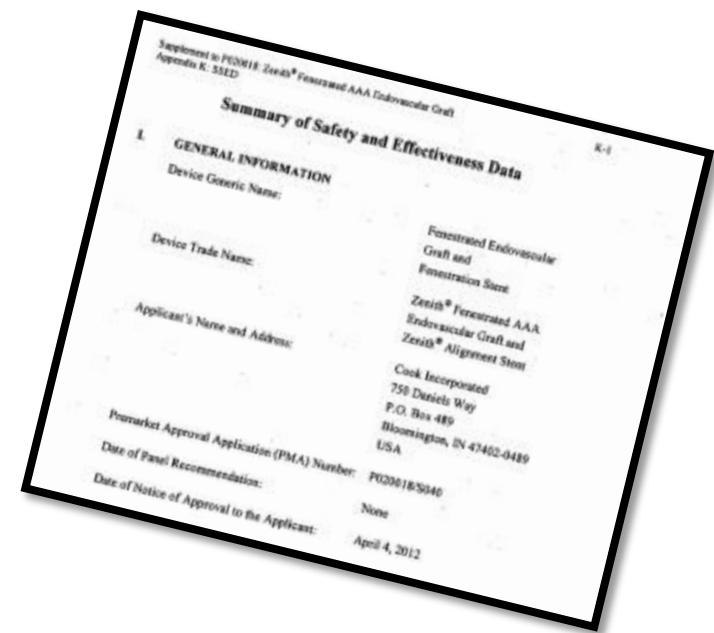 Supplement to P020018: Zenith® Fenestrated AAA Endovascular Graft
Appendix K: SSED
K-1
Summary of Safety and Effectiveness Data
I. GENERAL INFORMATION
Device Generic Name: Fenestrated Endovascular
Graft and
Fenestration Stent
Device Trade Name: Zenith® Fenestrated AAA
Endovascular Graft and
Zenith® Alignment Stent
Applicant's Name and Address: Cook Incorporated
750 Daniels Way
P.O. Box 489
Bloomington, IN 47402-0489
USA
Premarket Approval Application (PMA) Number: P020018/S040
Date of Panel Recommendation: None
Date of Notice of Approval to the Applicant: April 4, 2012